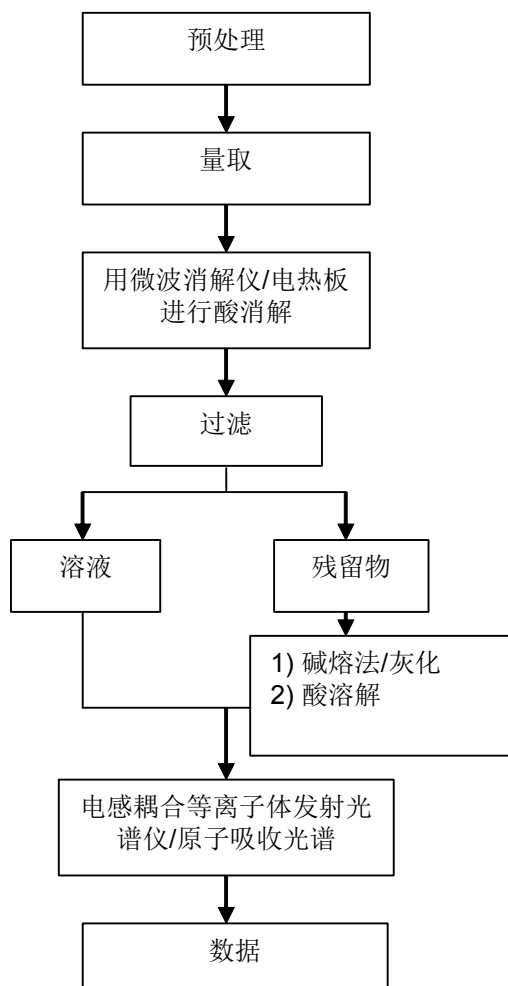 预处理
量取
用微波消解仪/电热板
进行酸消解
过滤
溶液
残留物
1) 碱熔法/灰化
2) 酸溶解
电感耦合等离子体发射光
谱仪/原子吸收光谱
数据